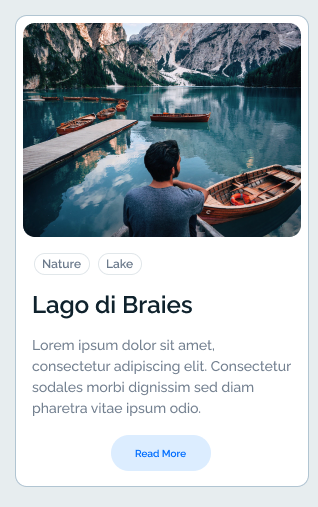 Nature Lake
Lago di Braies
Lorem ipsum dolor sit amet,
consectetur adipiscing elit. Consectetur
sodales morbi dignissim sed diam
pharetra vitae ipsum odio.
Read More